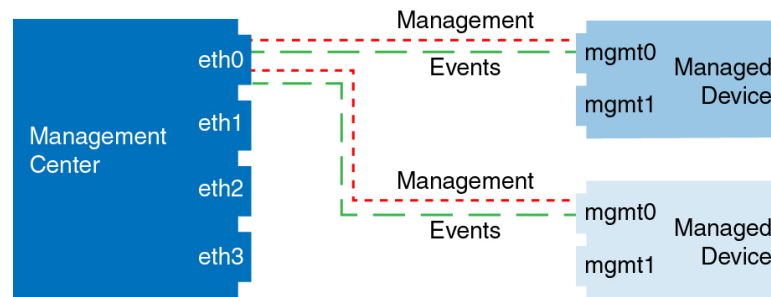 Management
eth0
mgmt0
Managed
Device
Events
mgmt1
eth1
Management
Center
eth2
Management
mgmt0
Managed
Device
Events
eth3
mgmt1